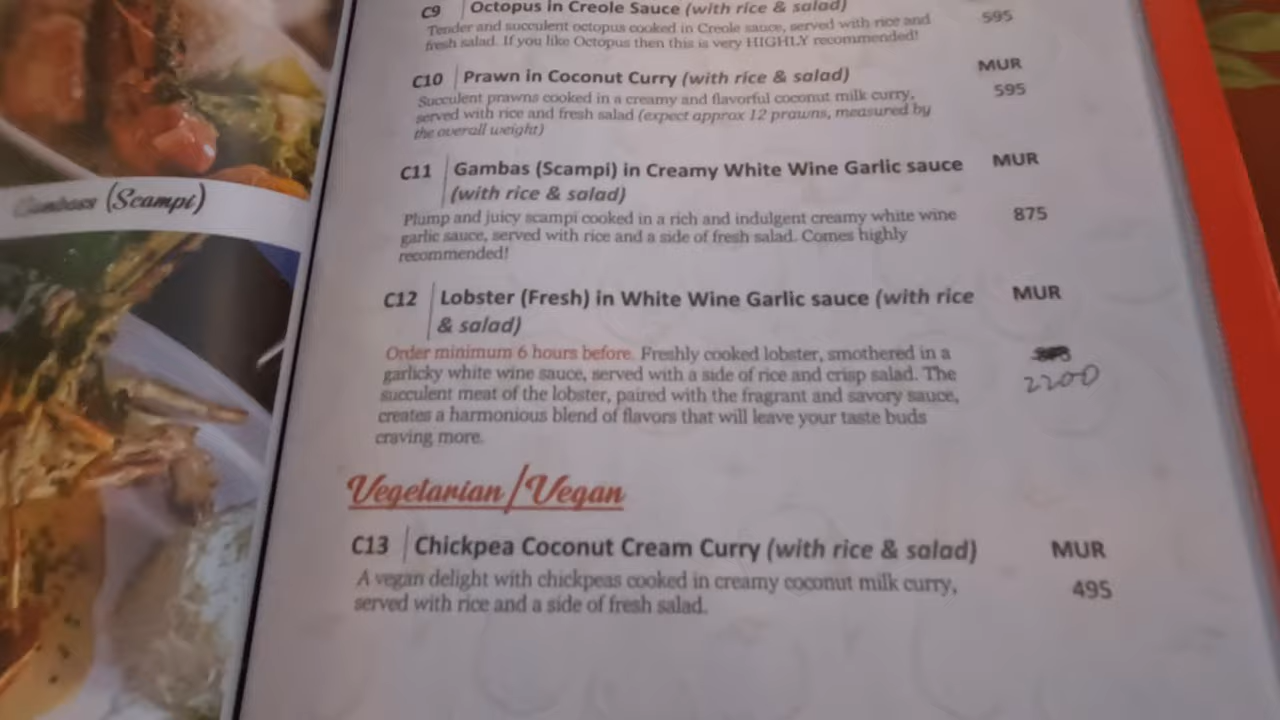 C9 Octopus in Creole Sauce (with rice & salad)
Tender and succulent octopus cooked in Creole sauce, served with rice and
fresh salad. If you like Octopus then this is very HIGHLY recommended!
595
C10 Prawn in Coconut Curry (with rice & salad)
MUR
Succulent prawns cooked in a creamy and flavorful coconut milk curry,
served with rice and fresh salad (expect approx 12 prawns, measured by
the overall weight)
595
C11 Gambas (Scampi) in Creamy White Wine Garlic sauce
(with rice & salad)
MUR
Plump and juicy scampi cooked in a rich and indulgent creamy white wine
garlic sauce, served with rice and a side of fresh salad. Comes highly
recommended!
875
C12 Lobster (Fresh) in White Wine Garlic sauce (with rice
& salad)
MUR
Order minimum 6 hours before. Freshly cooked lobster, smothered in a
garlicky white wine sauce, served with a side of rice and crisp salad. The
succulent meat of the lobster, paired with the fragrant and savory sauce,
creates a harmonious blend of flavors that will leave your taste buds
craving more.
2200
Vegetarian/Vegan
C13 Chickpea Coconut Cream Curry (with rice & salad)
MUR
A vegan delight with chickpeas cooked in creamy coconut milk curry,
served with rice and a side of fresh salad.
495
(Scampi)